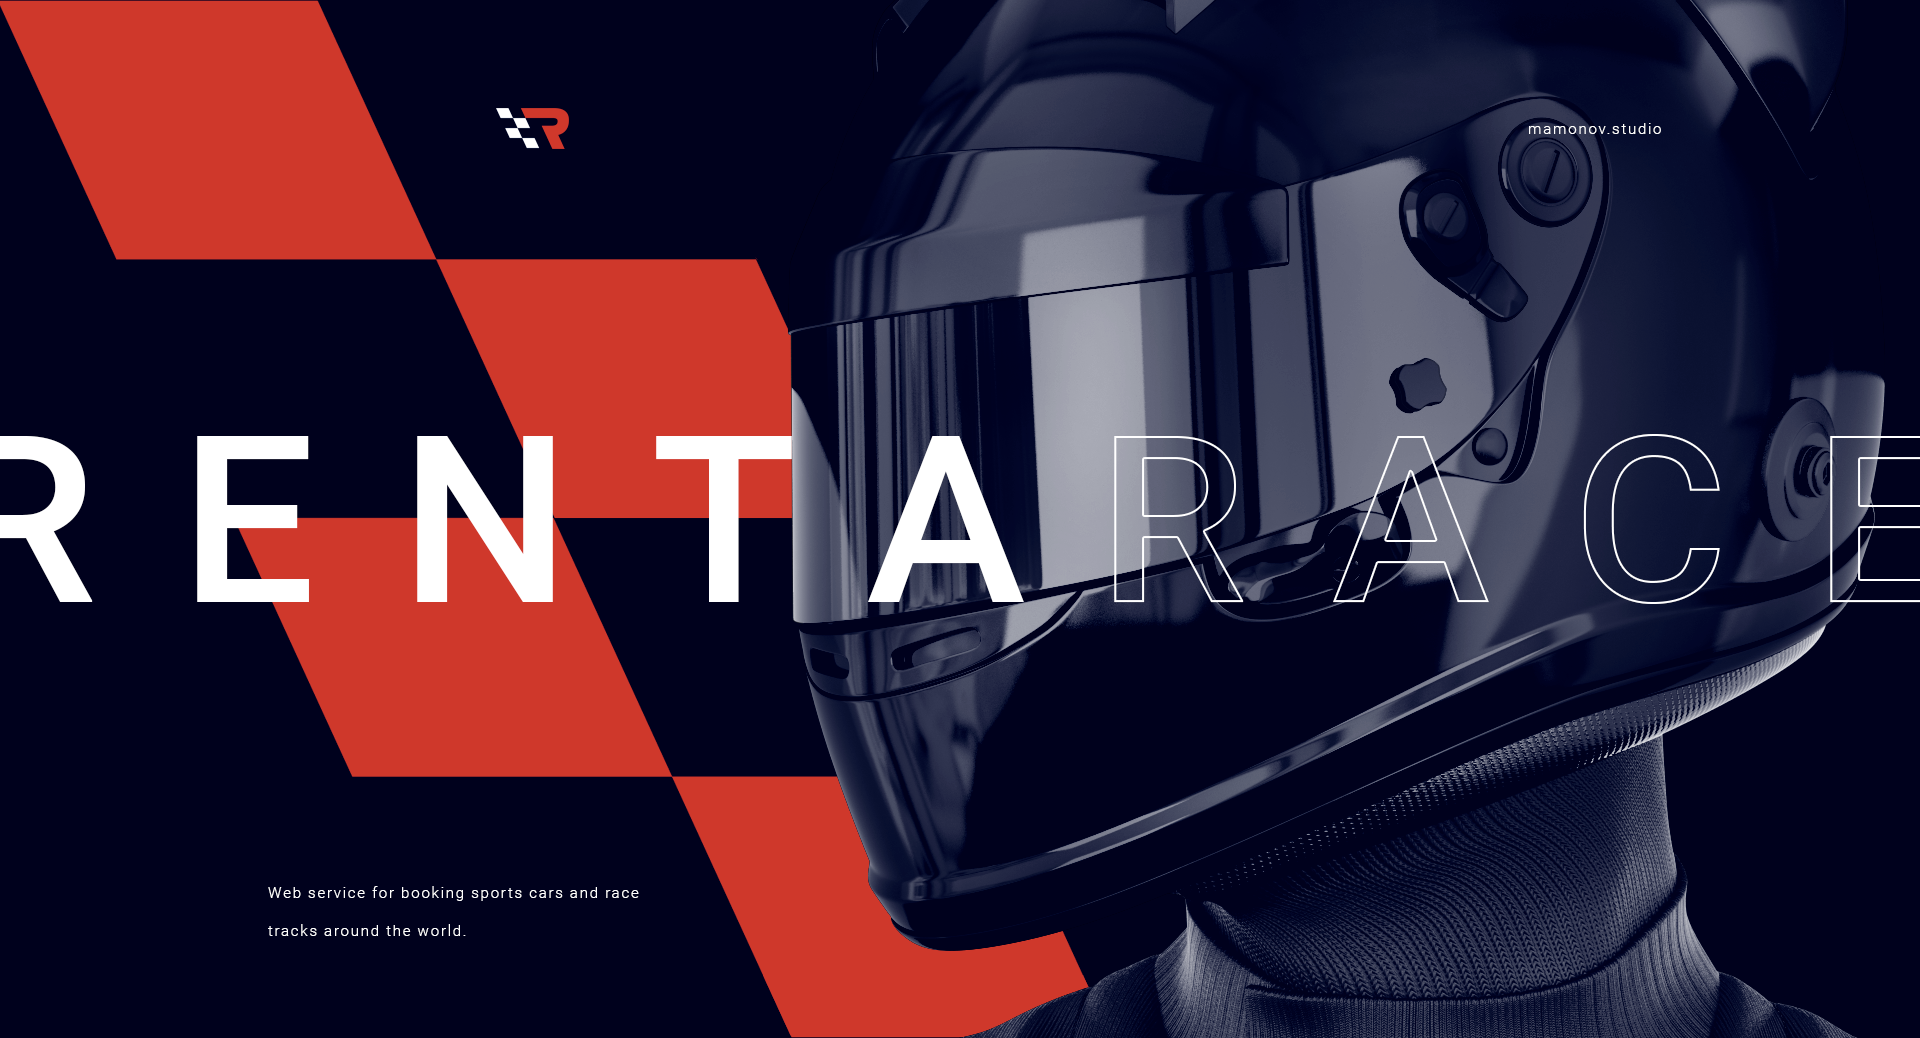 R
mamonov.studio
RENTARACE
Web service for booking sports cars and race
tracks around the world.